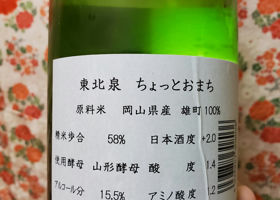 東北泉 ちょっとおまち
原料米 岡山県産 雄町100%
精米歩合 58% 日本酒度 +2.0
使用酵母 山形酵母 酸度 1.4
アルコール分 15.5% アミノ酸度 1.2